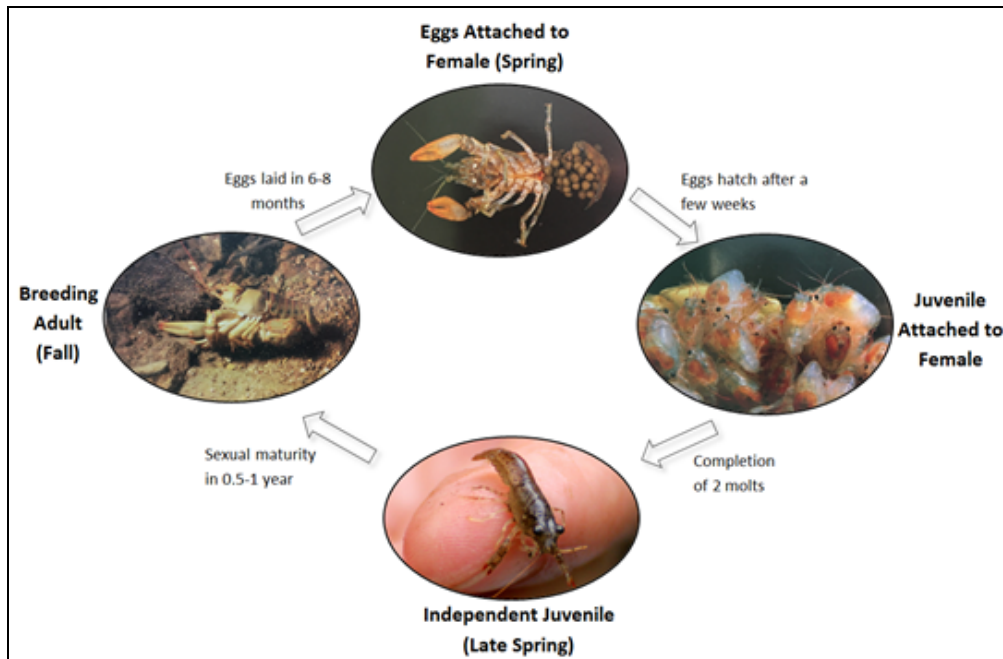 Eggs Attached to
Female (Spring)
Eggs laid in 6-8
months
Eggs hatch after a
few weeks
Breeding
Adult
(Fall)
Juvenile
Attached to
Female
Sexual maturity
in 0.5-1 year
Completion
of 2 molts
Independent Juvenile
(Late Spring)